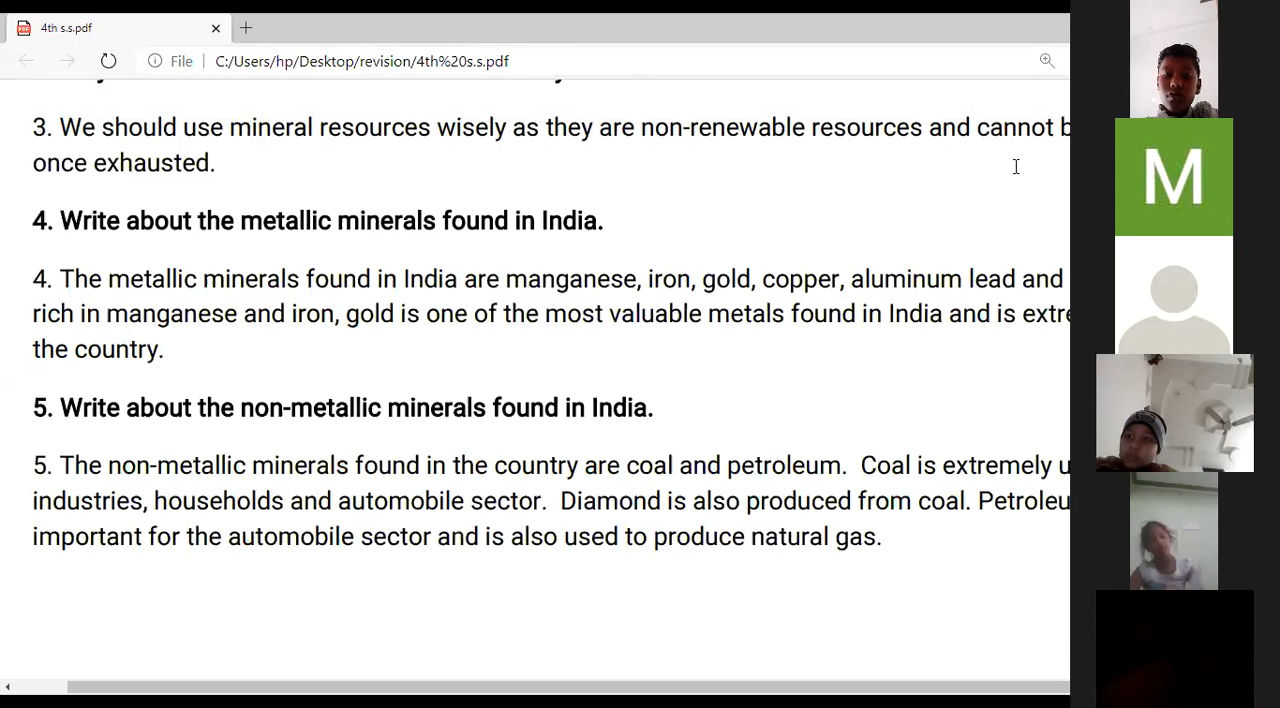 4th s.s.pdf
File
C:/Users/hp/Desktop/revision/4th%20s.s.pdf
3. We should use mineral resources wisely as they are non-renewable resources and cannot
once exhausted.
4. Write about the metallic minerals found in India.
4. The metallic minerals found in India are manganese, iron, gold, copper, aluminum lead and
rich in manganese and iron, gold is one of the most valuable metals found in India and is
the country.
5. Write about the non-metallic minerals found in India.
5. The non-metallic minerals found in the country are coal and petroleum. Coal is extremely
industries, households and automobile sector. Diamond is also produced from coal.
important for the automobile sector and is also used to produce natural gas.
M